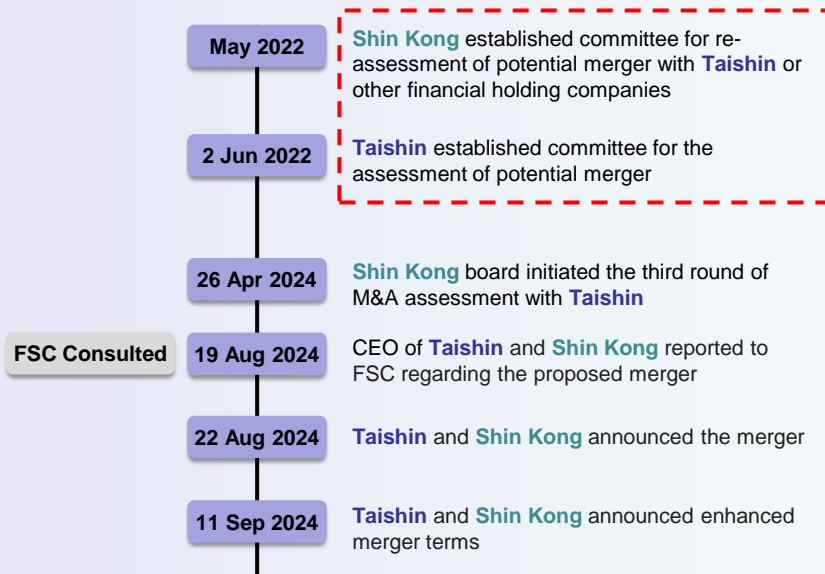 May 2022
Shin Kong established committee for re-
assessment of potential merger with Taishin or
other financial holding companies
2 Jun 2022
Taishin established committee for the
assessment of potential merger
26 Apr 2024
Shin Kong board initiated the third round of
M&A assessment with Taishin
FSC Consulted
19 Aug 2024
CEO of Taishin and Shin Kong reported to
FSC regarding the proposed merger
22 Aug 2024
Taishin and Shin Kong announced the merger
11 Sep 2024
Taishin and Shin Kong announced enhanced
merger terms